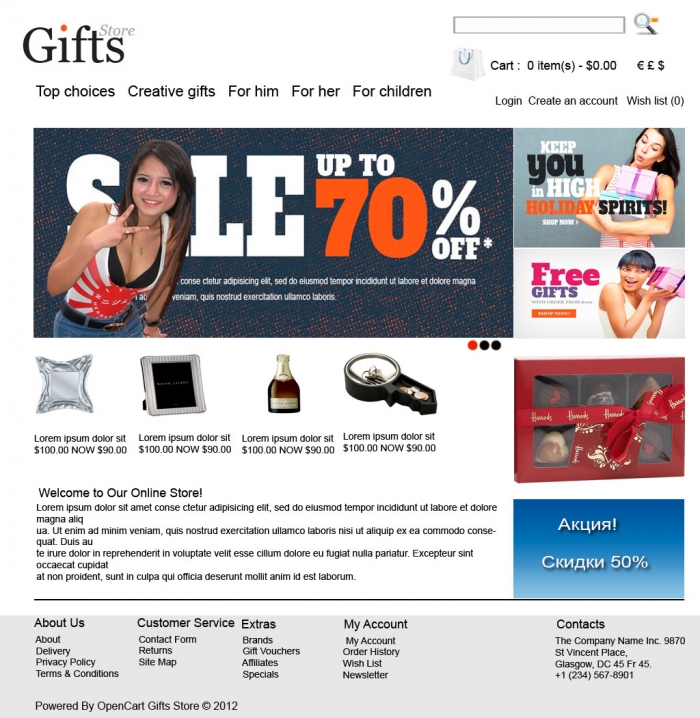 Gifts Store
Cart : 0 item(s) - $0.00 € £ $
Top choices Creative gifts For him For her For children
Login Create an account Wish list (0)
SALE UP TO
70%
OFF*
conse ctetur adipisicing elit, sed do eiusmod tempor incididunt ut labore et dolore magna
veniam, quis nostrud exercitation ullamco laboris.
KEEP
you
in HIGH
HOLIDAY SPIRITS!
SHOP NOW >
Free
GIFTS
WITH ORDER FROM
SHOP NOW!
RALPH LAUREN
Harrods Harrods Harrods
Harrods
Lorem ipsum dolor sit
$100.00 NOW $90.00
Lorem ipsum dolor sit
$100.00 NOW $90.00
Lorem ipsum dolor sit
$100.00 NOW $90.00
Lorem ipsum dolor sit
$100.00 NOW $90.00
Welcome to Our Online Store!
Lorem ipsum dolor sit amet conse ctetur adipisicing elit, sed do eiusmod tempor incididunt ut labore et dolore
magna aliq
ua. Ut enim ad minim veniam, quis nostrud exercitation ullamco laboris nisi ut aliquip ex ea commodo conse-
quat. Duis au
te irure dolor in reprehenderit in voluptate velit esse cillum dolore eu fugiat nulla pariatur. Excepteur sint
occaecat cupidat
at non proident, sunt in culpa qui officia deserunt mollit anim id est laborum.
Акция!
Скидки 50%
About Us
About
Delivery
Privacy Policy
Terms & Conditions
Customer Service
Contact Form
Returns
Site Map
Extras
Brands
Gift Vouchers
Affiliates
Specials
My Account
My Account
Order History
Wish List
Newsletter
Contacts
The Company Name Inc. 9870
St Vincent Place,
Glasgow, DC 45 Fr 45.
+1 (234) 567-8901
Powered By OpenCart Gifts Store © 2012